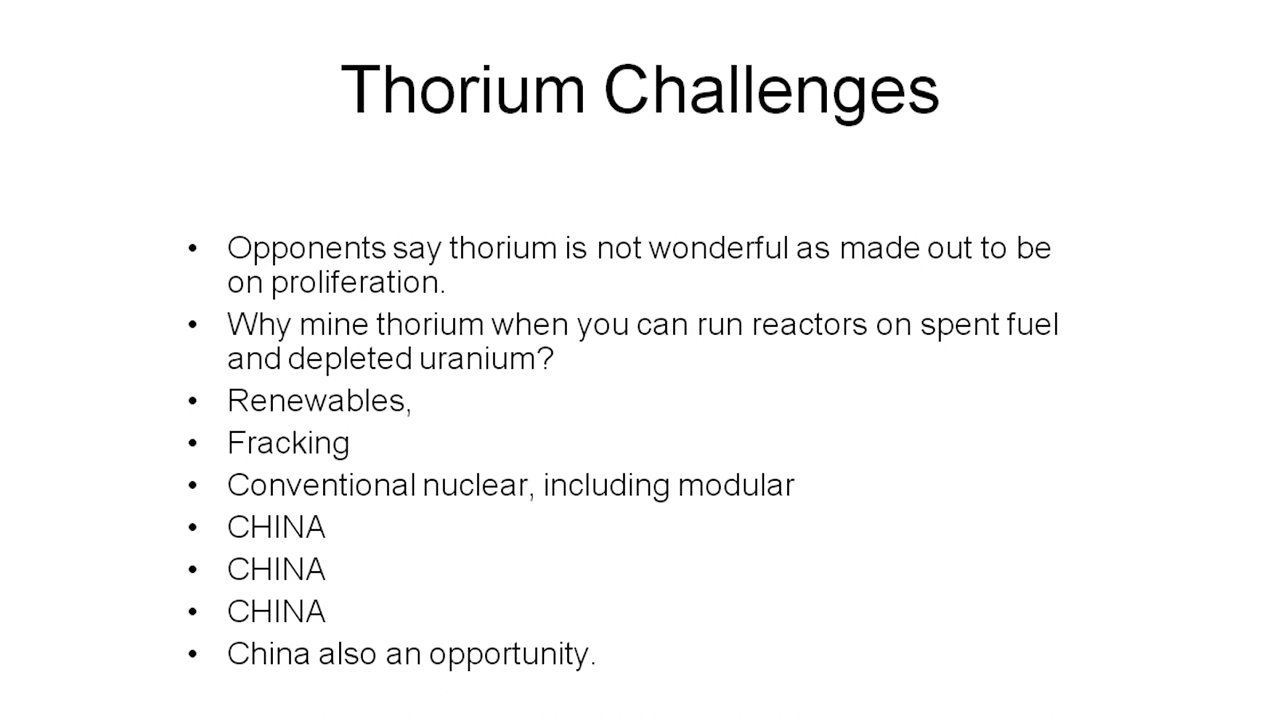 Thorium Challenges
• Opponents say thorium is not wonderful as made out to be
on proliferation.
• Why mine thorium when you can run reactors on spent fuel
and depleted uranium?
• Renewables,
• Fracking
• Conventional nuclear, including modular
• CHINA
• CHINA
• CHINA
• China also an opportunity.